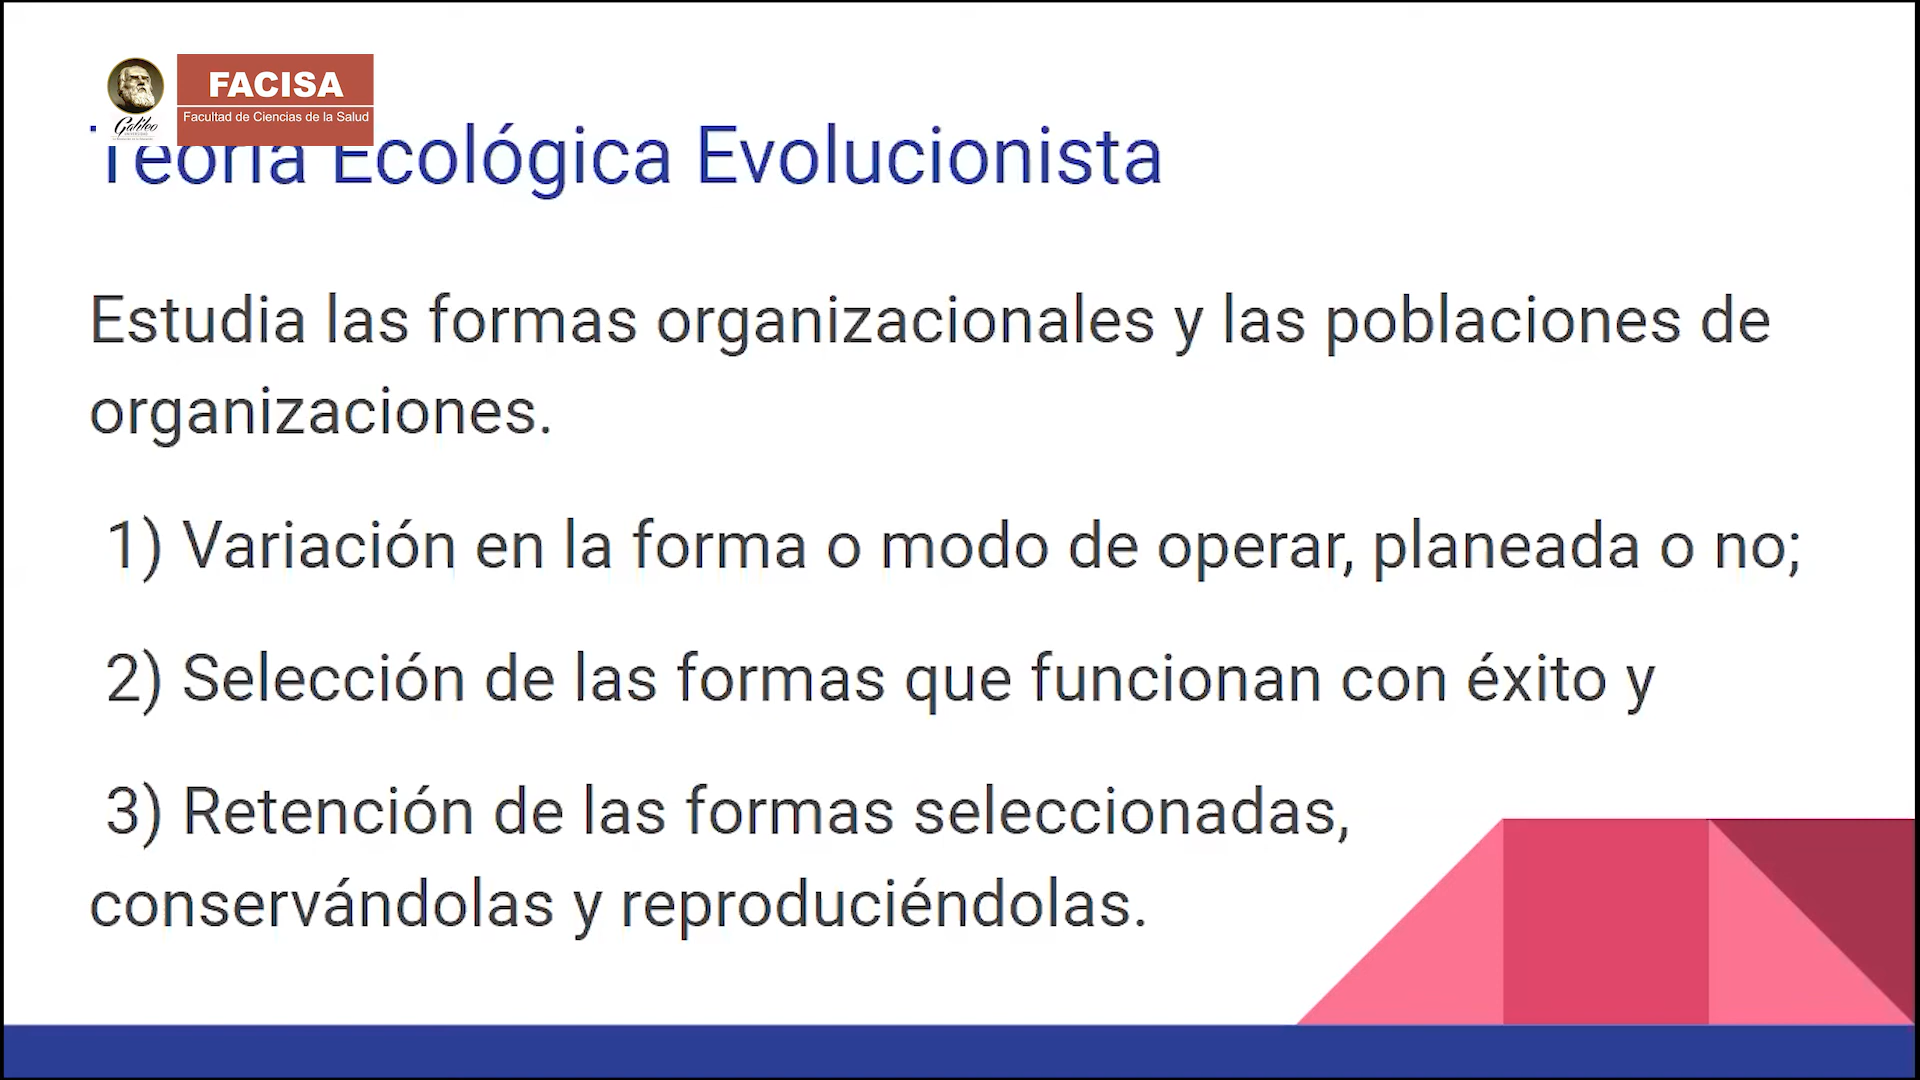 FACISA
Facultad de Ciencias de la Salud
Galileo
Teoría Ecológica Evolucionista
Estudia las formas organizacionales y las poblaciones de
organizaciones.
1) Variación en la forma o modo de operar, planeada o no;
2) Selección de las formas que funcionan con éxito y
3) Retención de las formas seleccionadas,
conservándolas y reproduciéndolas.